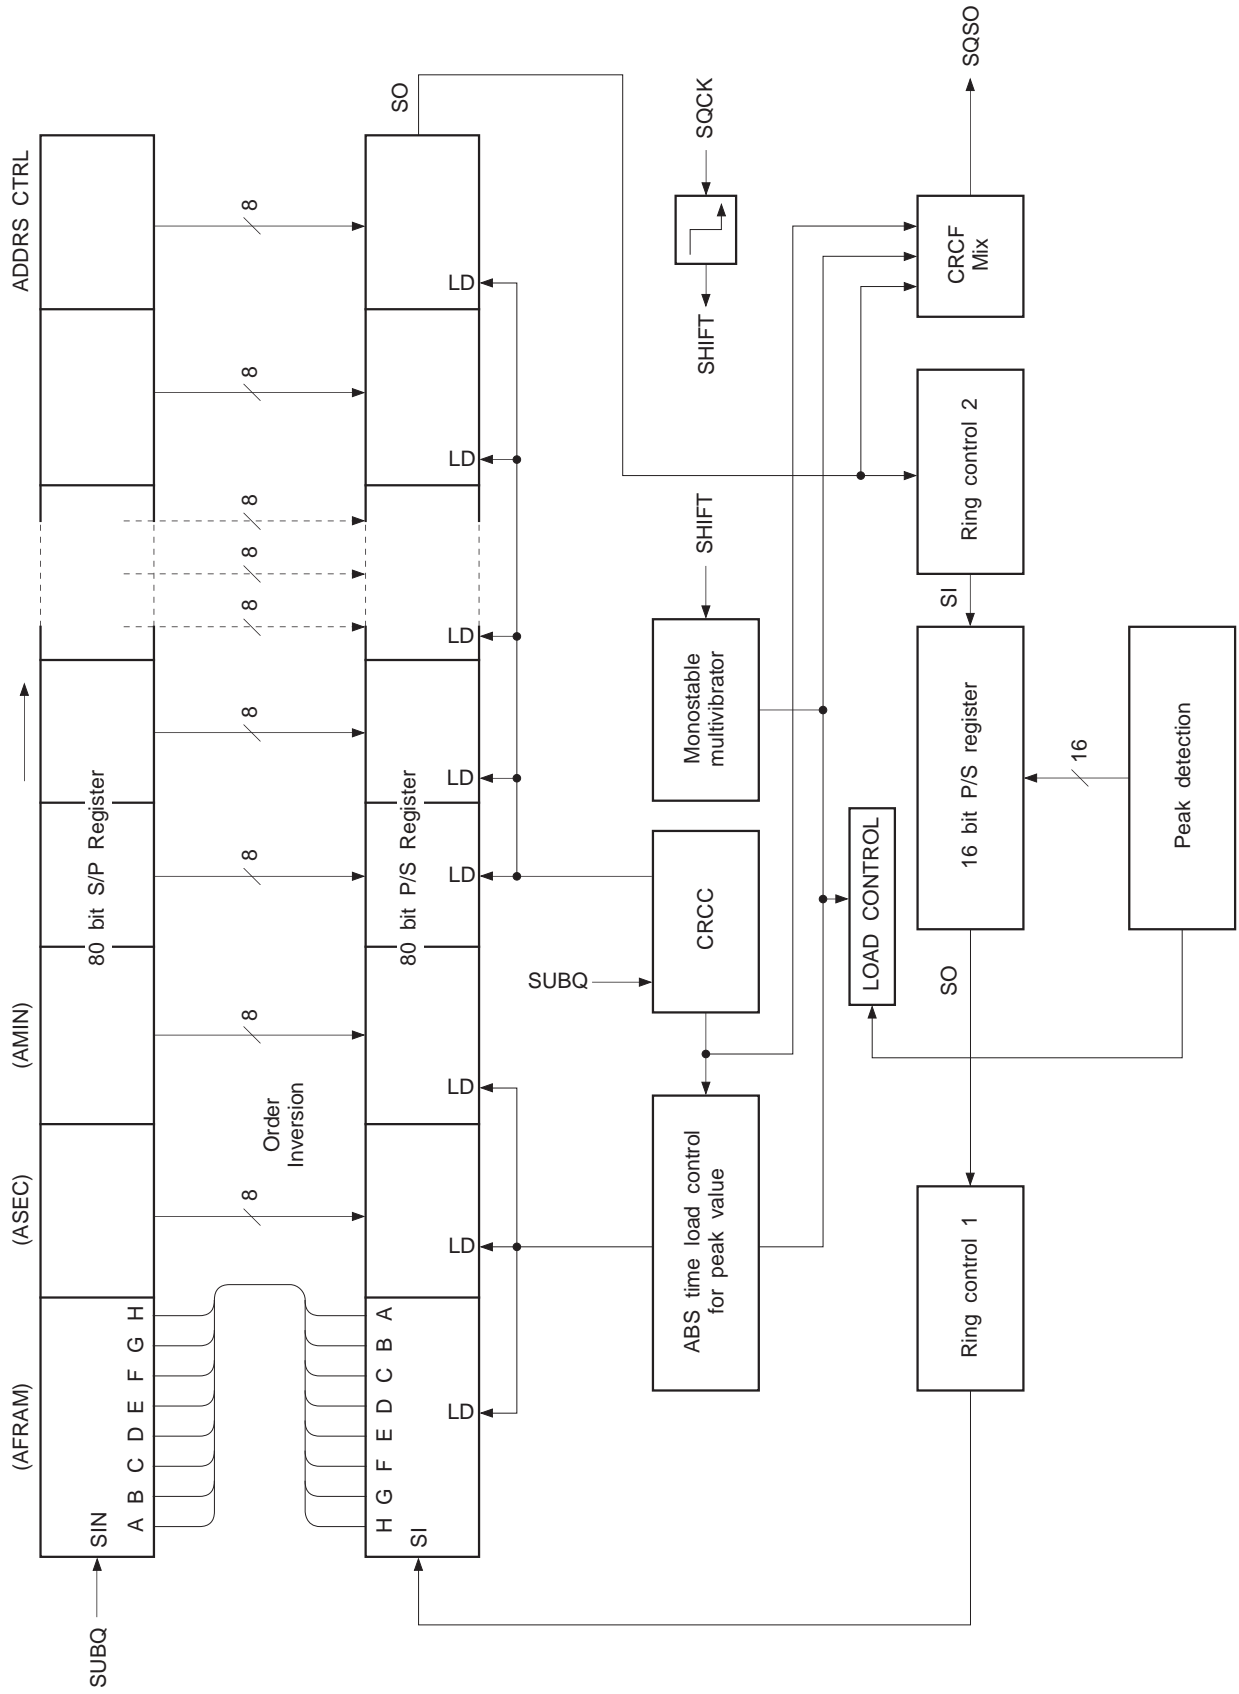 ADDRS CTRL
(AMIN)
(ASEC)
(AFRAM)
SUBQ
SIN
A B C D E F G H
80 bit S/P Register
8
8
8
8
8
8
8
8
8
Order
Inversion
H G F E D C B A
SI
80 bit P/S Register
SO
LD
LD
LD
LD
LD
LD
LD
LD
SUBQ
CRCC
ABS time load control
for peak value
Monostable
multivibrator
SHIFT
SHIFT
SQCK
LOAD CONTROL
Ring control 1
SO
16 bit P/S register
SI
Ring control 2
CRCF
Mix
SQSO
16
Peak detection